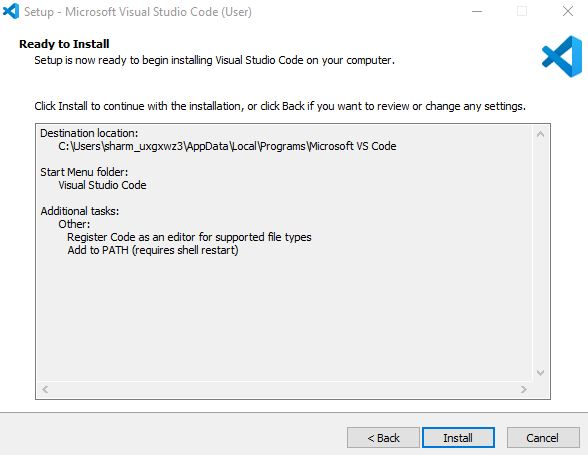 Setup - Microsoft Visual Studio Code (User)
Ready to Install
Setup is now ready to begin installing Visual Studio Code on your computer.
Click Install to continue with the installation, or click Back if you want to review or change any settings.
Destination location:
C:\Users\sharm_uxgxwz3\AppData\Local\Programs\Microsoft VS Code
Start Menu folder:
Visual Studio Code
Additional tasks:
Other:
Register Code as an editor for supported file types
Add to PATH (requires shell restart)
< Back Install Cancel